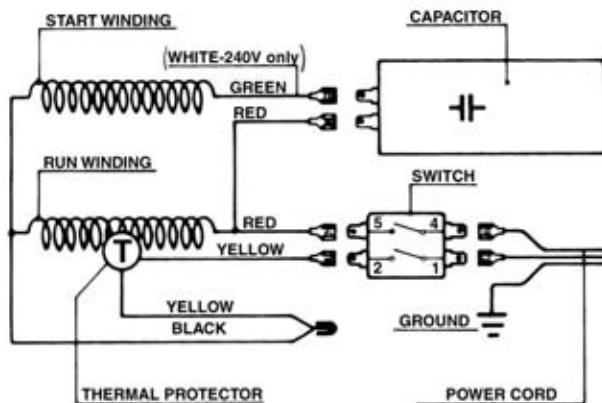 START WINDING
CAPACITOR
(WHITE-240V only)
GREEN
RED
RUN WINDING
SWITCH
RED
5 4
YELLOW
T
2 1
YELLOW
BLACK
GROUND
THERMAL PROTECTOR
POWER CORD